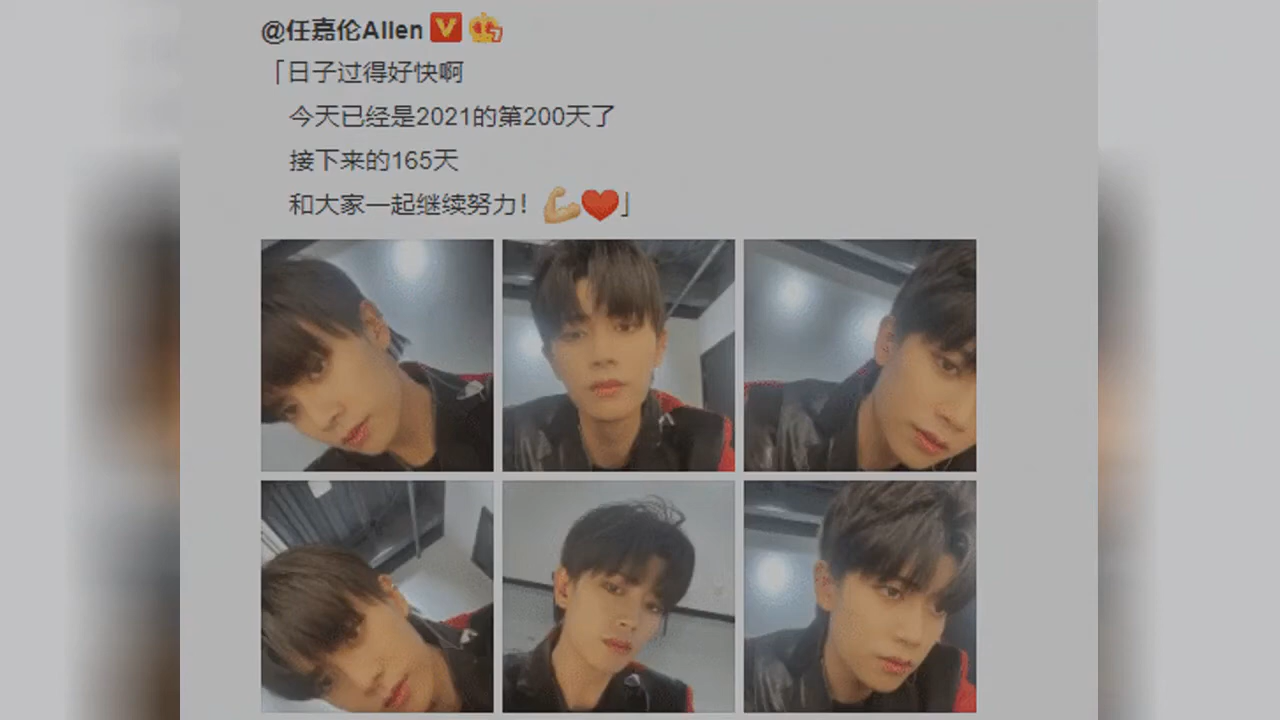 @任嘉伦Allen
「日子过得好快啊
今天已经是2021的第200天了
接下来的165天
和大家一起继续努力！💪❤️」